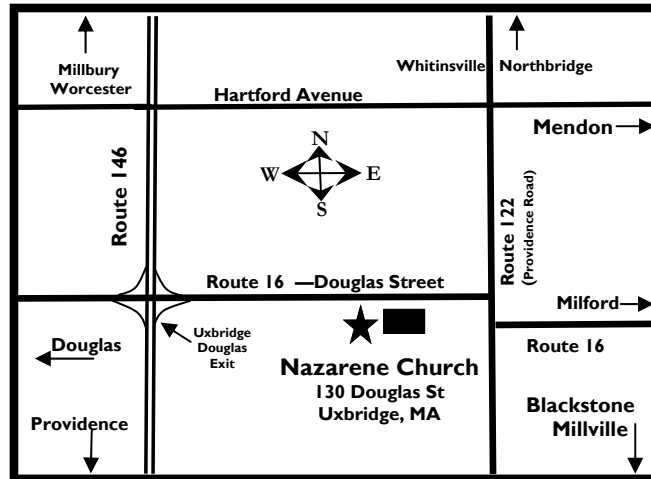 Millbury
Worcester
Whitinsville Northbridge
Hartford Avenue
Mendon
N
W E
S
Route 146
Route 122
(Providence Road)
Route 16 —Douglas Street
Milford
Uxbridge
Douglas
Exit
Douglas
Route 16
Nazarene Church
130 Douglas St
Uxbridge, MA
Providence
Blackstone
Millville